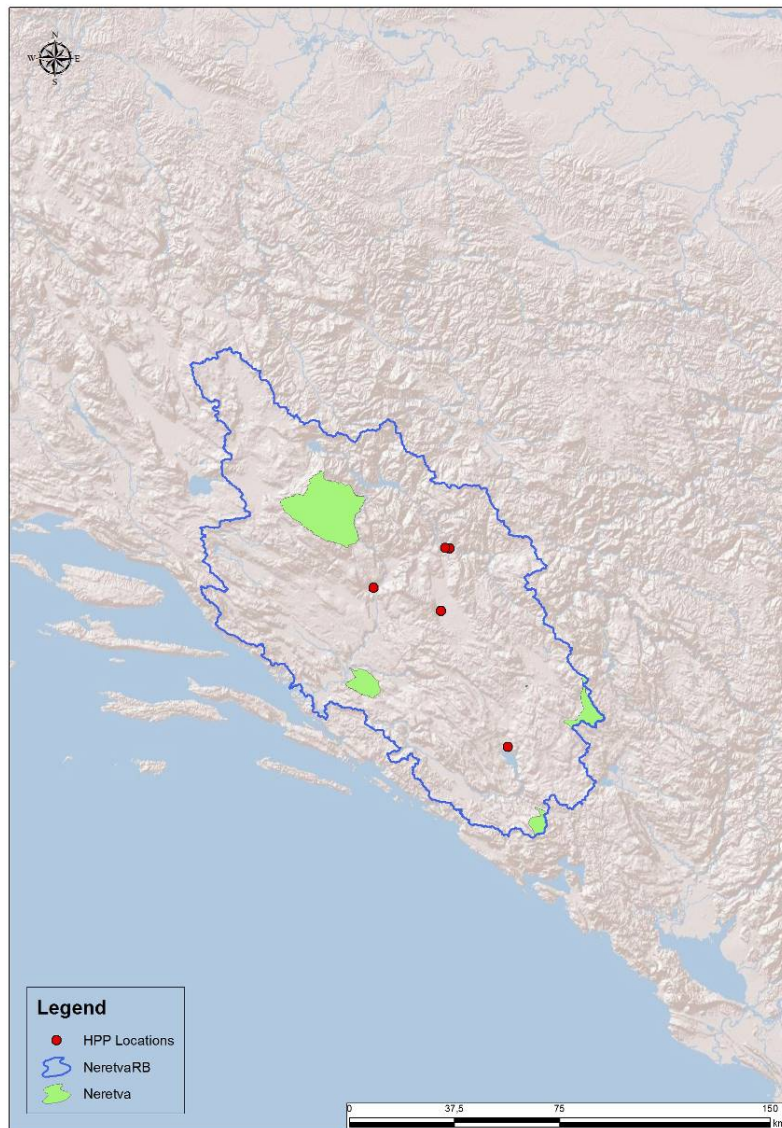 N
W E
S
Legend
HPP Locations
NeretvaRB
Neretva
0 37,5 75 150
km